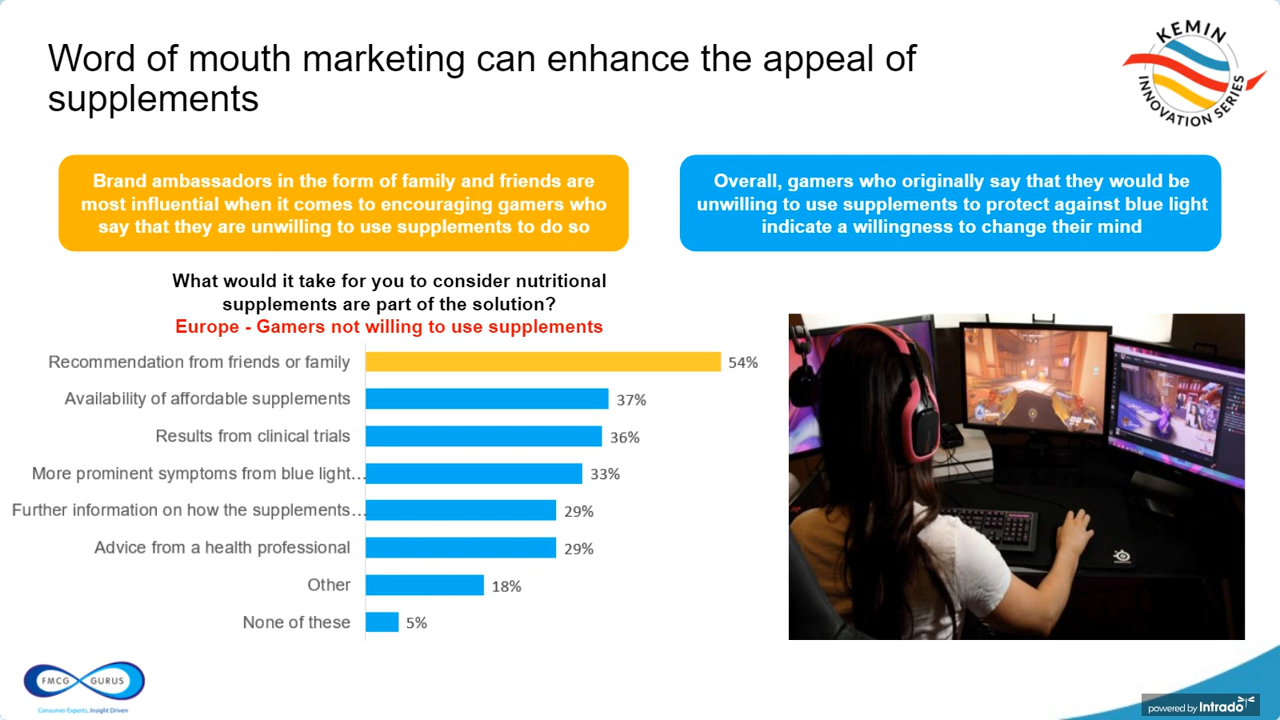 Word of mouth marketing can enhance the appeal of
supplements
KEMIN
INNOVATION SERIES
Brand ambassadors in the form of family and friends are
most influential when it comes to encouraging gamers who
say that they are unwilling to use supplements to do so
Overall, gamers who originally say that they would be
unwilling to use supplements to protect against blue light
indicate a willingness to change their mind
What would it take for you to consider nutritional
supplements are part of the solution?
Europe - Gamers not willing to use supplements
Recommendation from friends or family 54%
Availability of affordable supplements 37%
Results from clinical trials 36%
More prominent symptoms from blue light... 33%
Further information on how the supplements... 29%
Advice from a health professional 29%
Other 18%
None of these 5%
FMCG GURUS
Consumer Experts, Insight Driven
powered by Intrado